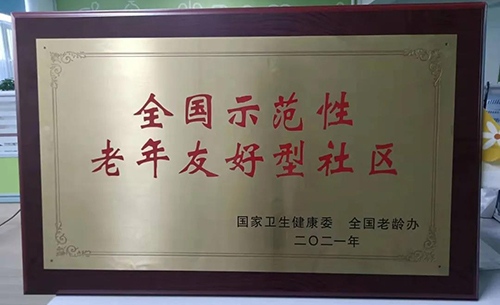 全国示范性
老年友好型社区
国家卫生健康委 全国老龄办
二〇二一年